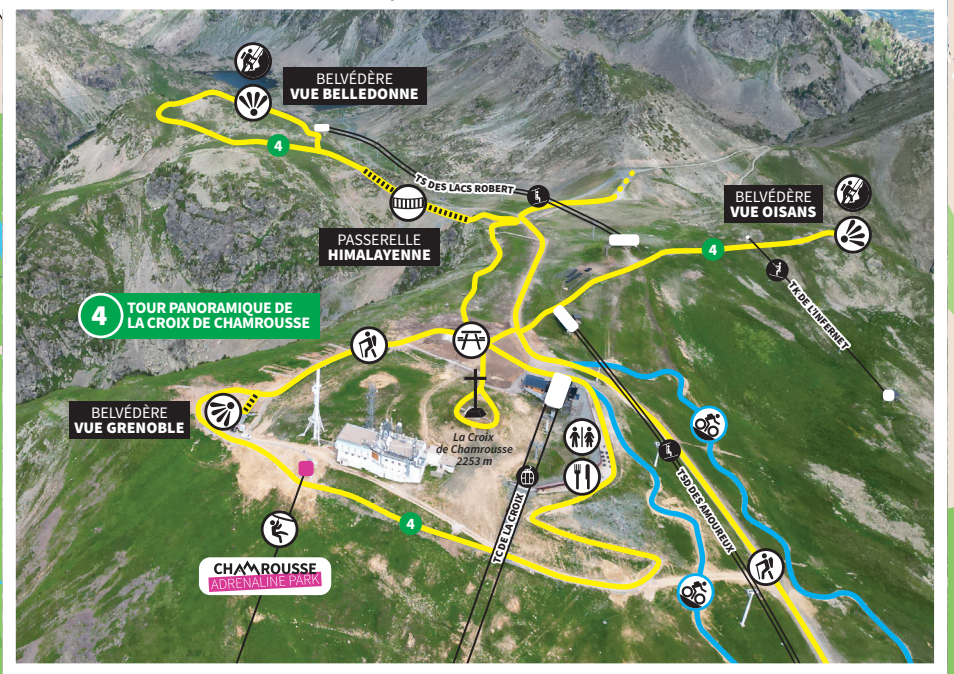 BELVÉDÈRE
VUE BELLEDONNE
4
TS DES LACS ROBERT
BELVÉDÈRE
VUE OISANS
PASSERELLE
HIMALAYENNE
4
TK DE L'INFERNET
4
TOUR PANORAMIQUE DE
LA CROIX DE CHAMROUSSE
BELVÉDÈRE
VUE GRENOBLE
La Croix
de Chamrousse
2253 m
TC DE LA CROIX
TSD DES AMOUREUX
4
CHAMROUSSE
ADRENALINE PARK